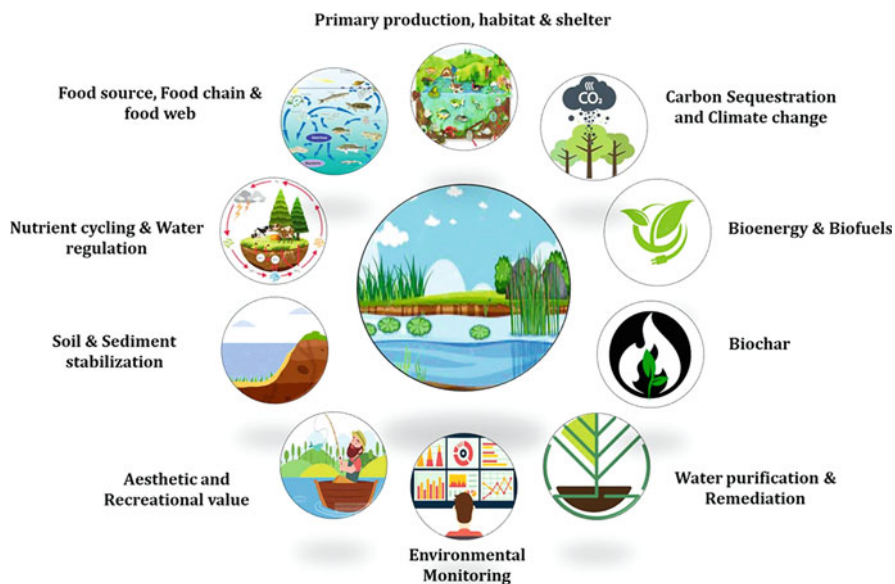 Primary production, habitat & shelter
Food source, Food chain &
food web
CO₂
Carbon Sequestration
and Climate change
Nutrient cycling & Water
regulation
Bioenergy & Biofuels
Soil & Sediment
stabilization
Biochar
Aesthetic and
Recreational value
Water purification &
Remediation
Environmental
Monitoring